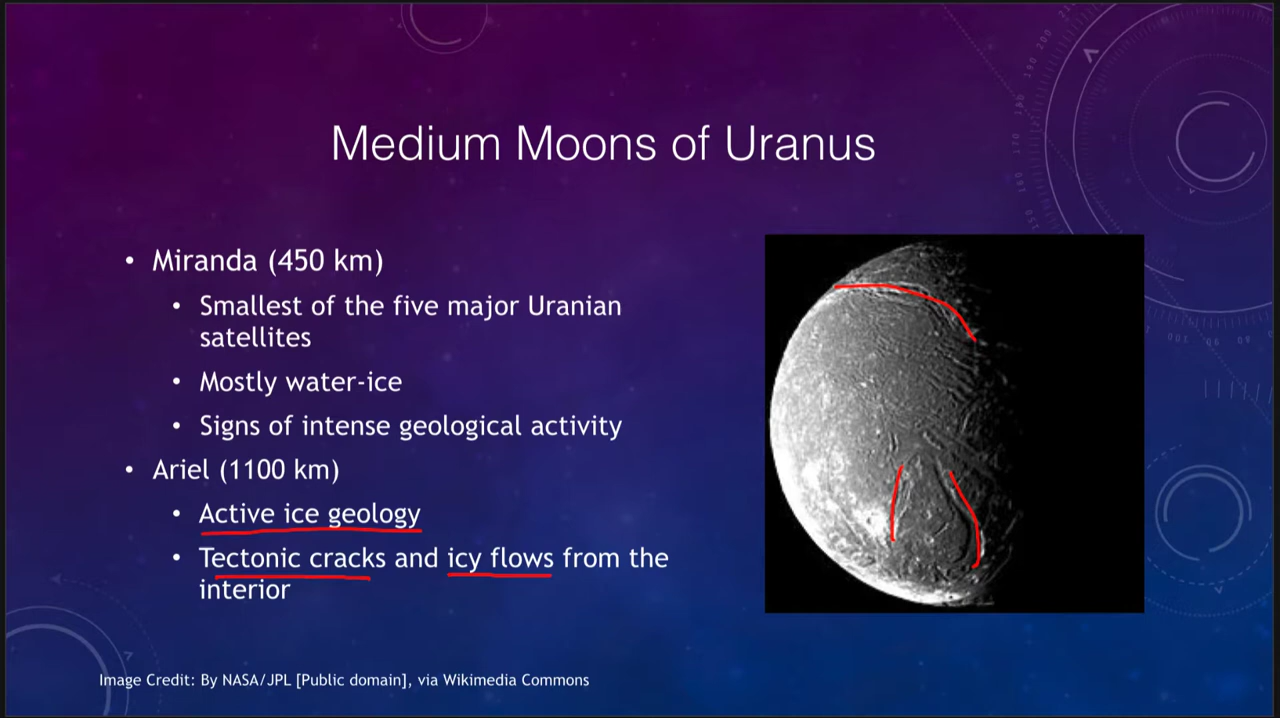 Medium Moons of Uranus
• Miranda (450 km)
• Smallest of the five major Uranian
satellites
• Mostly water-ice
• Signs of intense geological activity
• Ariel (1100 km)
• Active ice geology
• Tectonic cracks and icy flows from the
interior
Image Credit: By NASA/JPL [Public domain], via Wikimedia Commons